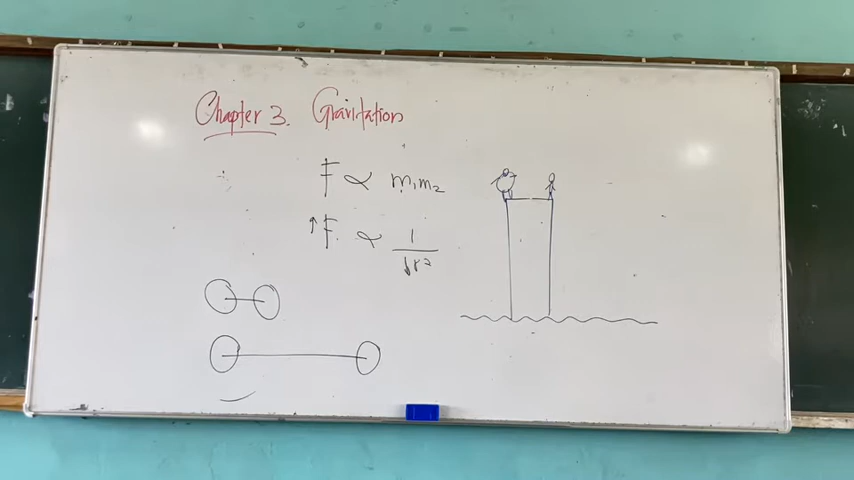 Chapter 3. Gravitation
F ∝ m₁m₂
↑F ∝ 1/↓r²